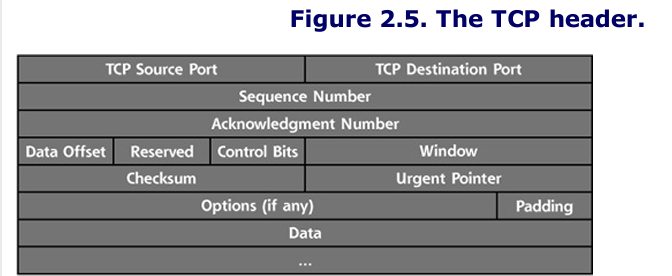 Figure 2.5. The TCP header.
TCP Source Port TCP Destination Port
Sequence Number
Acknowledgment Number
Data Offset Reserved Control Bits Window
Checksum Urgent Pointer
Options (if any) Padding
Data
...